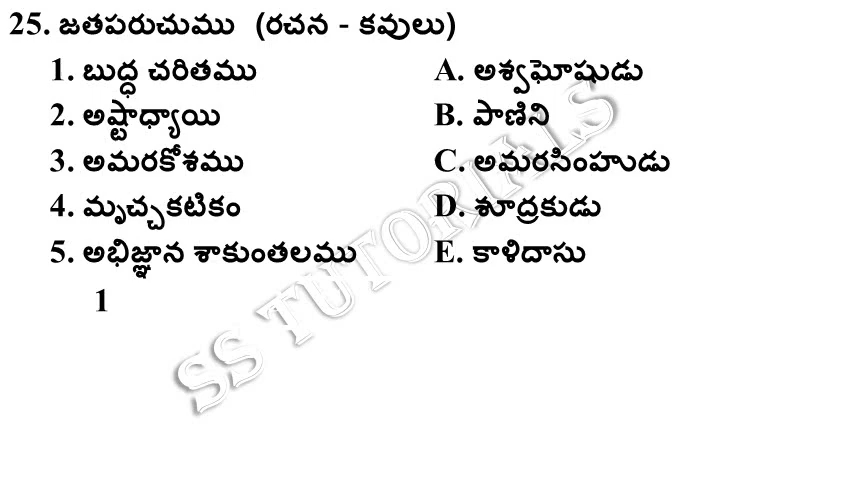 25. జతపరుచుము (రచన - కవులు)
1. బుద్ధ చరితము A. అశ్వఘోషుడు
2. అష్టాధ్యాయి B. పాణిని
3. అమరకోశము C. అమరసింహుడు
4. మృచ్చకటికం D. శూద్రకుడు
5. అభిజ్ఞాన శాకుంతలము E. కాళిదాసు
1
SS TUTORIALS